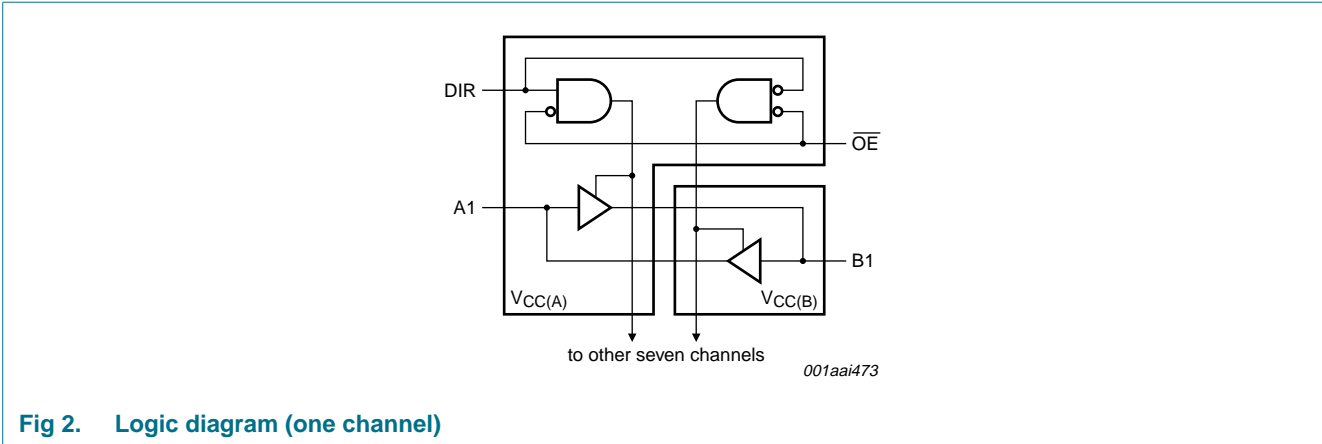 DIR
OE
A1
B1
VCC(A)
VCC(B)
to other seven channels
001aai473
Fig 2. Logic diagram (one channel)